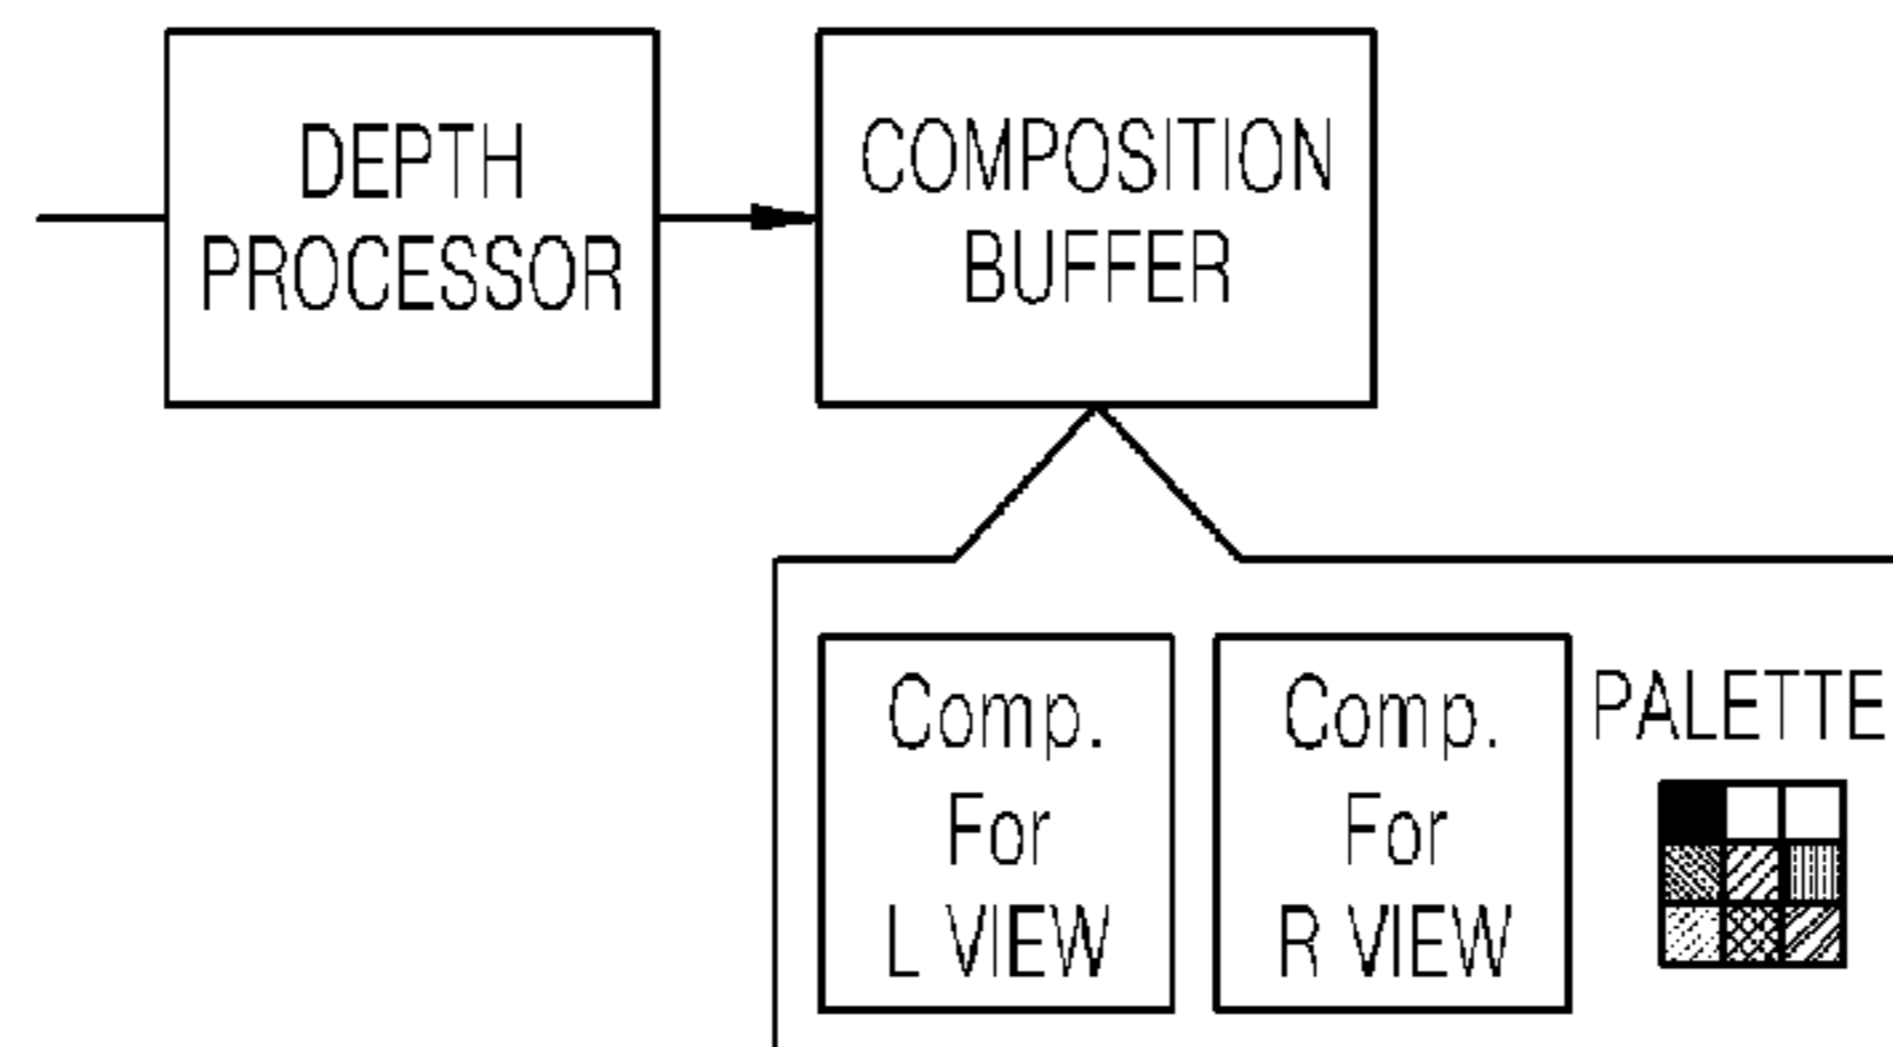 DEPTH
PROCESSOR
COMPOSITION
BUFFER
Comp.
For
L VIEW
Comp.
For
R VIEW
PALETTE